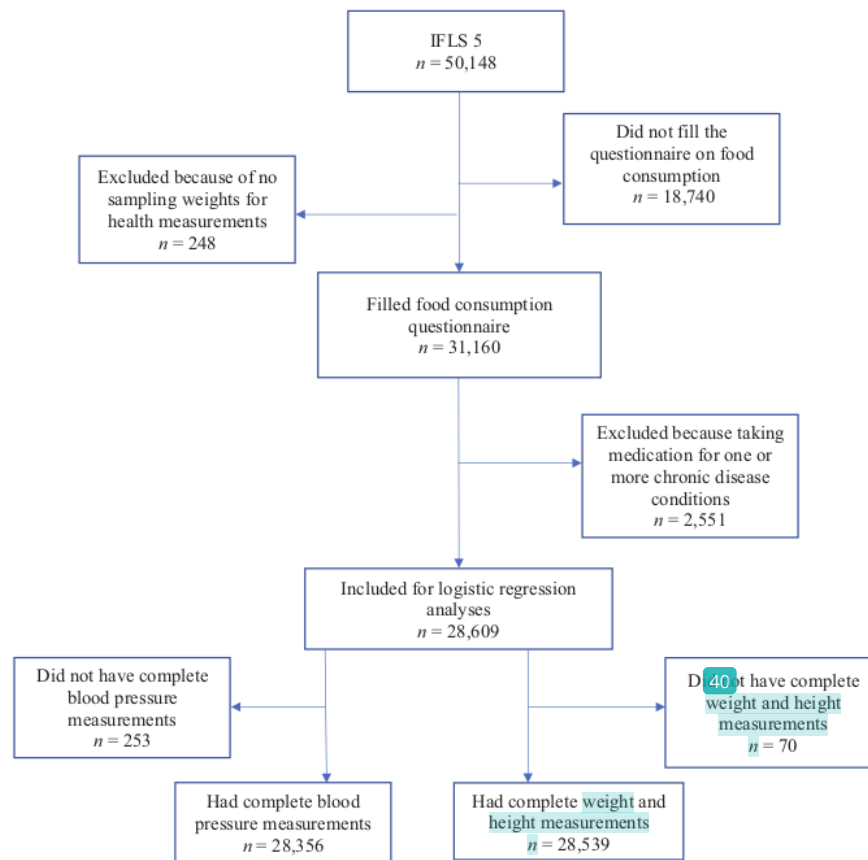 IFLS 5
n = 50,148
Did not fill the
questionnaire on food
consumption
n = 18,740
Excluded because of no
sampling weights for
health measurements
n = 248
Filled food consumption
questionnaire
n = 31,160
Excluded because taking
medication for one or
more chronic disease
conditions
n = 2,551
Included for logistic regression
analyses
n = 28,609
Did not have complete
blood pressure
measurements
n = 253
40
have complete
weight and height
measurements
n = 70
Had complete blood
pressure measurements
n = 28,356
Had complete weight and
height measurements
n = 28,539